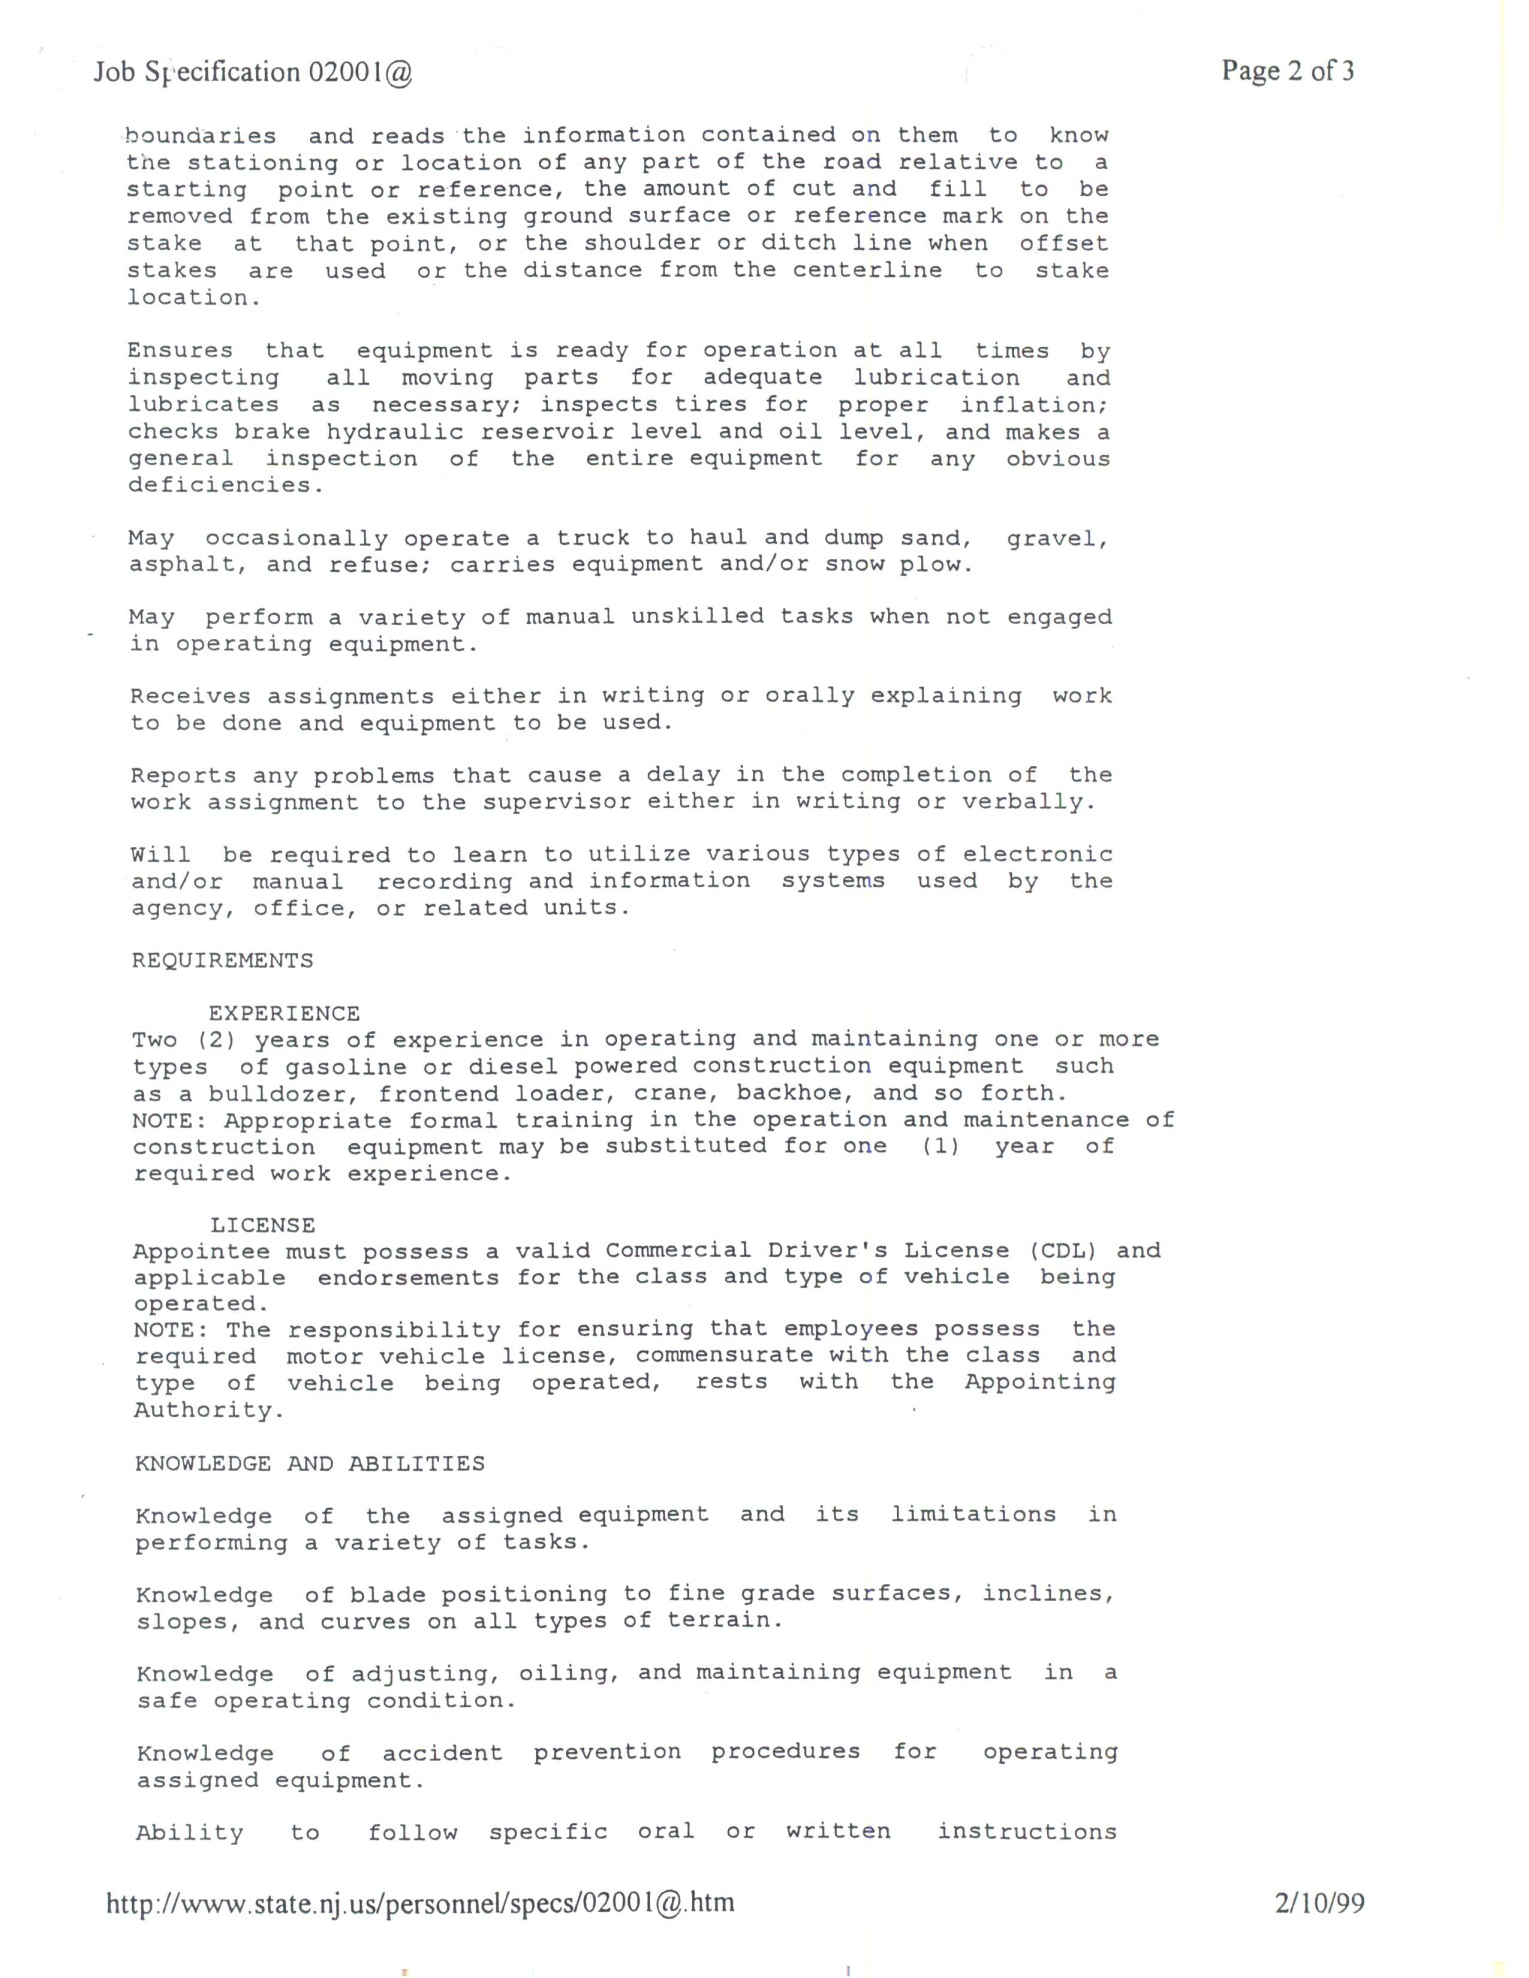 Job Specification 02001@
Page 2 of 3
boundaries and reads the information contained on them to know
the stationing or location of any part of the road relative to a
starting point or reference, the amount of cut and fill to be
removed from the existing ground surface or reference mark on the
stake at that point, or the shoulder or ditch line when offset
stakes are used or the distance from the centerline to stake
location.
Ensures that equipment is ready for operation at all times by
inspecting all moving parts for adequate lubrication and
lubricates as necessary; inspects tires for proper inflation;
checks brake hydraulic reservoir level and oil level, and makes a
general inspection of the entire equipment for any obvious
deficiencies.
May occasionally operate a truck to haul and dump sand, gravel,
asphalt, and refuse; carries equipment and/or snow plow.
May perform a variety of manual unskilled tasks when not engaged
in operating equipment.
Receives assignments either in writing or orally explaining work
to be done and equipment to be used.
Reports any problems that cause a delay in the completion of the
work assignment to the supervisor either in writing or verbally.
Will be required to learn to utilize various types of electronic
and/or manual recording and information systems used by the
agency, office, or related units.
REQUIREMENTS
EXPERIENCE
Two (2) years of experience in operating and maintaining one or more
types of gasoline or diesel powered construction equipment such
as a bulldozer, frontend loader, crane, backhoe, and so forth.
NOTE: Appropriate formal training in the operation and maintenance of
construction equipment may be substituted for one (1) year of
required work experience.
LICENSE
Appointee must possess a valid Commercial Driver's License (CDL) and
applicable endorsements for the class and type of vehicle being
operated.
NOTE: The responsibility for ensuring that employees possess the
required motor vehicle license, commensurate with the class and
type of vehicle being operated, rests with the Appointing
Authority.
KNOWLEDGE AND ABILITIES
Knowledge of the assigned equipment and its limitations in
performing a variety of tasks.
Knowledge of blade positioning to fine grade surfaces, inclines,
slopes, and curves on all types of terrain.
Knowledge of adjusting, oiling, and maintaining equipment in a
safe operating condition.
Knowledge of accident prevention procedures for operating
assigned equipment.
Ability to follow specific oral or written instructions
http://www.state.nj.us/personnel/specs/02001@.htm
2/10/99